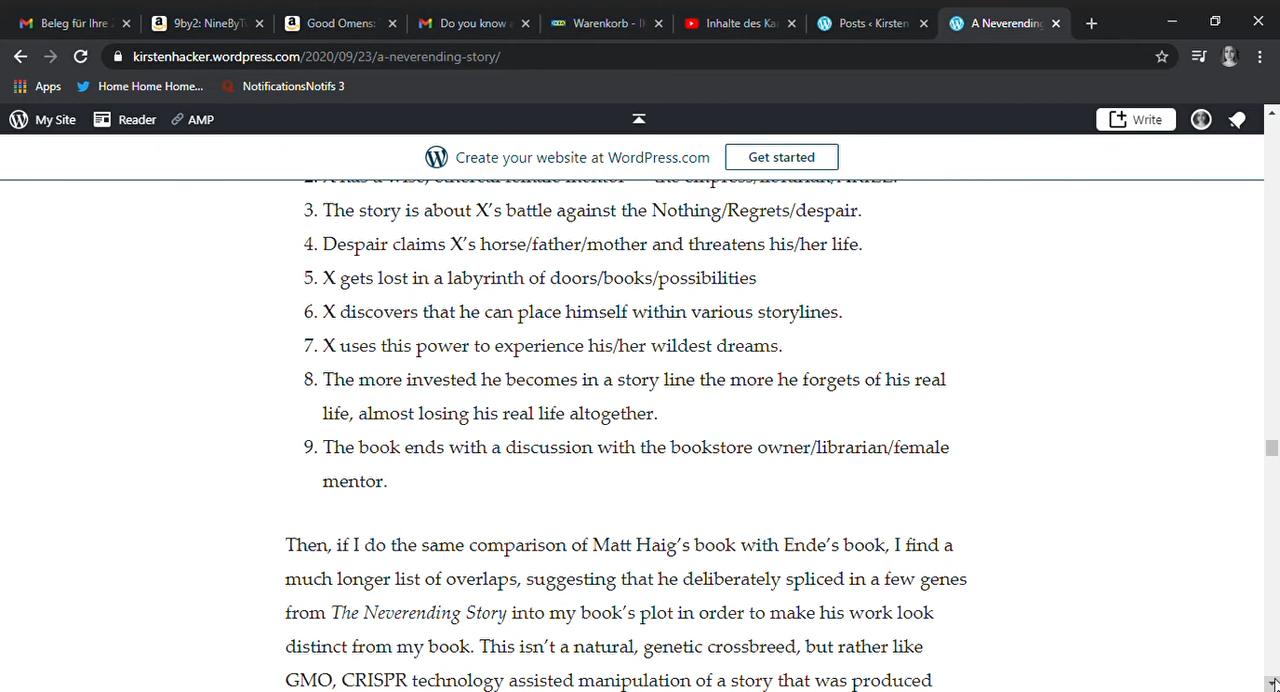 Beleg für Ihre
9by2: NineByT
Good Omens:
Do you know a
Warenkorb - I
Inhalte des Ka
Posts ‹ Kirsten
A Neverending
kirstenhacker.wordpress.com/2020/09/23/a-neverending-story/
Apps
Home Home Home...
NotificationsNotifs 3
My Site
Reader
AMP
Write
Create your website at WordPress.com
Get started
3. The story is about X's battle against the Nothing/Regrets/despair.
4. Despair claims X's horse/father/mother and threatens his/her life.
5. X gets lost in a labyrinth of doors/books/possibilities
6. X discovers that he can place himself within various storylines.
7. X uses this power to experience his/her wildest dreams.
8. The more invested he becomes in a story line the more he forgets of his real
life, almost losing his real life altogether.
9. The book ends with a discussion with the bookstore owner/librarian/female
mentor.
Then, if I do the same comparison of Matt Haig's book with Ende's book, I find a
much longer list of overlaps, suggesting that he deliberately spliced in a few genes
from The Neverending Story into my book's plot in order to make his work look
distinct from my book. This isn't a natural, genetic crossbreed, but rather like
GMO, CRISPR technology assisted manipulation of a story that was produced